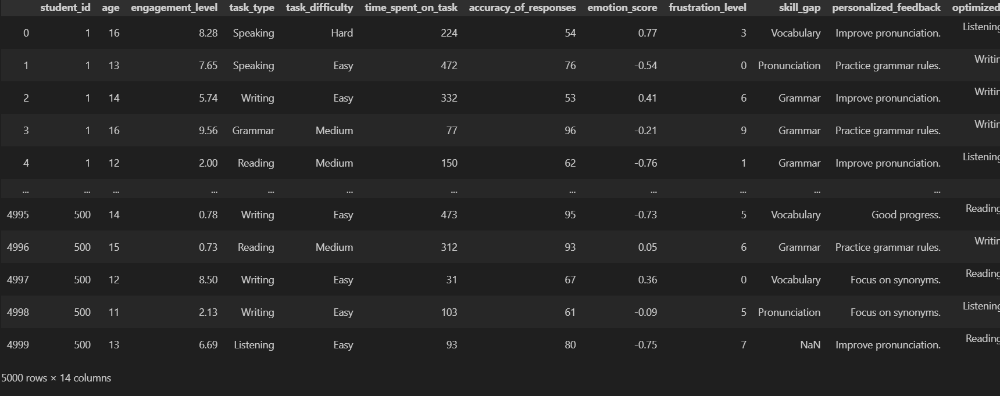 student_id age engagement_level task_type task_difficulty time_spent_on_task accuracy_of_responses emotion_score frustration_level skill_gap personalized_feedback optimized
0 1 16 8.28 Speaking Hard 224 54 0.77 3 Vocabulary Improve pronunciation. Listening
1 1 13 7.65 Speaking Easy 472 76 -0.54 0 Pronunciation Practice grammar rules. Writin
2 1 14 5.74 Writing Easy 332 53 0.41 6 Grammar Improve pronunciation. Writin
3 1 16 9.56 Grammar Medium 77 96 -0.21 9 Grammar Practice grammar rules. Writin
4 1 12 2.00 Reading Medium 150 62 -0.76 1 Grammar Improve pronunciation. Listening
... ... ... ... ... ... ... ... ... ... ... ...
4995 500 14 0.78 Writing Easy 473 95 -0.73 5 Vocabulary Good progress. Reading
4996 500 15 0.73 Reading Medium 312 93 0.05 6 Grammar Practice grammar rules. Writin
4997 500 12 8.50 Writing Easy 31 67 0.36 0 Vocabulary Focus on synonyms. Reading
4998 500 11 2.13 Writing Easy 103 61 -0.09 5 Pronunciation Focus on synonyms. Listening
4999 500 13 6.69 Listening Easy 93 80 -0.75 7 NaN Improve pronunciation. Reading
5000 rows × 14 columns